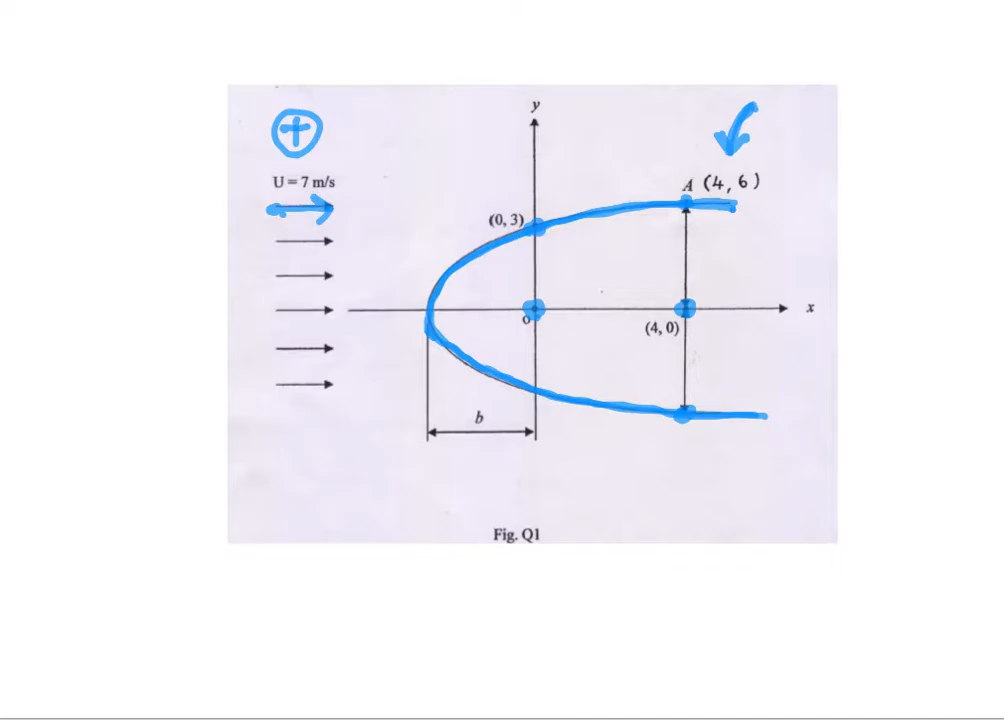 y
U = 7 m/s
A (4, 6)
(0, 3)
x
O
(4, 0)
b
Fig. Q1